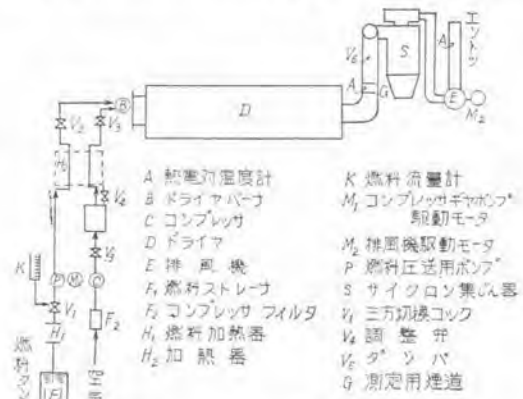 エントツ
A
V₆
S
A
G
E
M₂
B
D
V₂
V₃
H₂
V₄
K
P
M₁
C
V₁
H₁
F₂
F₁
燃料タン
空気
A 熱電対温度計
B ドライヤバーナ
C コンプレッサ
D ドライヤ
E 排風機
F₁ 燃料ストレーナ
F₂ コンプレッサフィルタ
H₁ 燃料加熱器
H₂ 加熱器
K 燃料流量計
M₁ コンプレッサギヤポンプ
駆動モータ
M₂ 排風機駆動モータ
P 燃料圧送用ポンプ
S サイクロン集じん器
V₁ 三方切換コック
V₄ 調整弁
V₅ ダンパ
G 測定用煙道